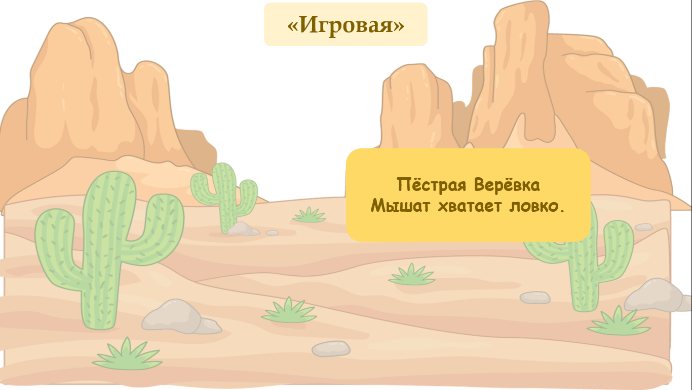 «Игровая»
Пёстрая Верёвка
Мышат хватает ловко.